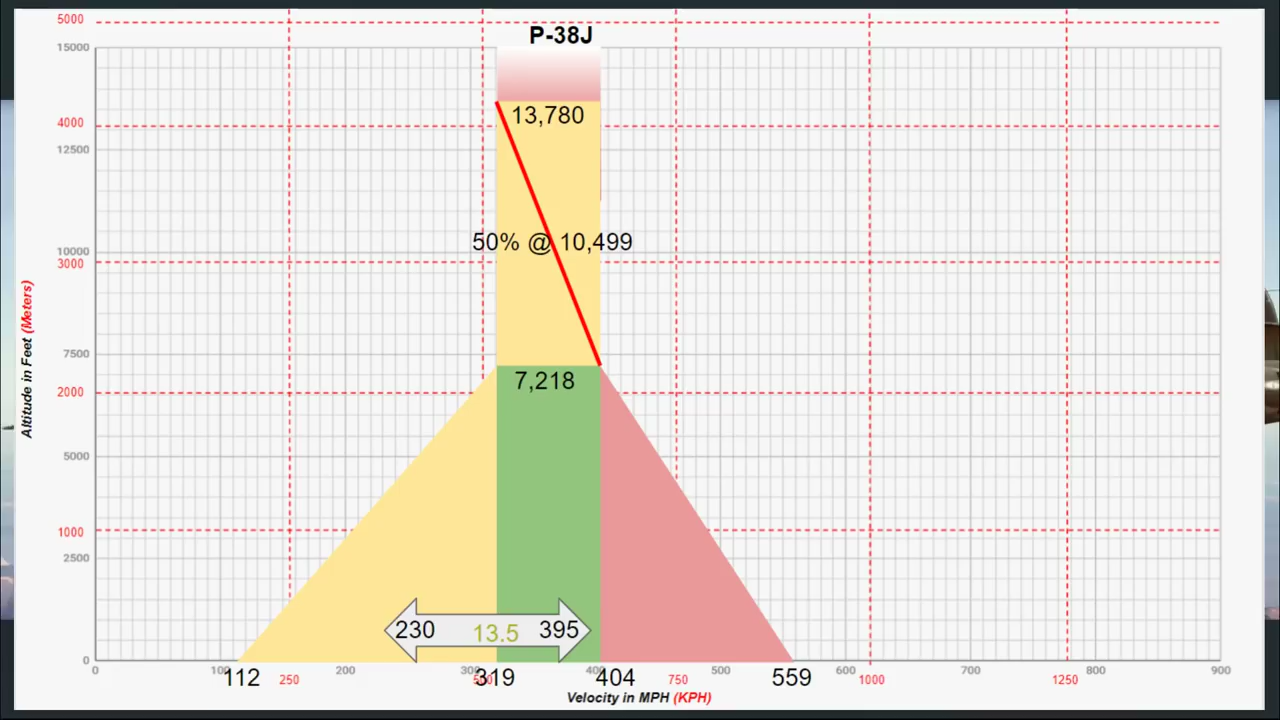 5000
P-38J
15000
13,780
4000
12500
50% @ 10,499
10000
3000
7500
7,218
2000
5000
1000
2500
230 13.5 395
0
0 100 200 300 400 500 600 700 800 900
112 250 319 404 750 559 1000 1250
Velocity in MPH (KPH)
Altitude in Feet (Meters)